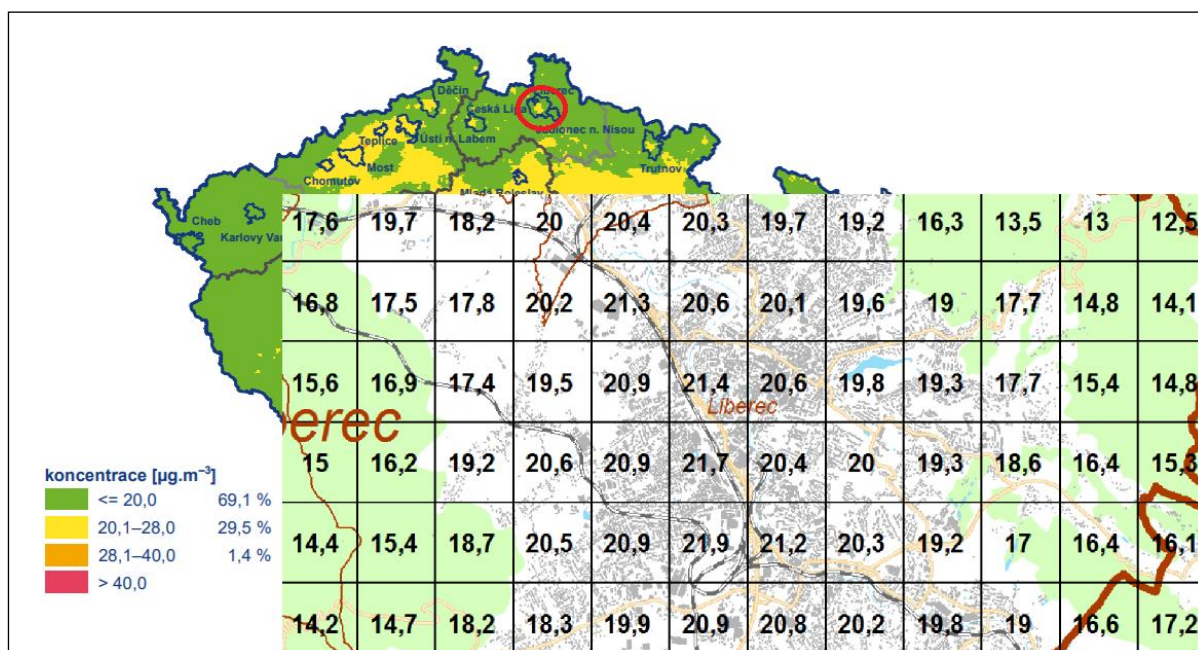 Děčín
Liberec
Česká Lípa
Jablonec n. Nisou
Ústí n. Labem
Teplice
Most
Trutnov
Chomutov
Mladá Boleslav
Cheb
Karlovy Var
17,6 19,7 18,2 20 20,4 20,3 19,7 19,2 16,3 13,5 13 12,5
16,8 17,5 17,8 20,2 21,3 20,6 20,1 19,6 19 17,7 14,8 14,1
15,6 16,9 17,4 19,5 20,9 21,4 20,6 19,8 19,3 17,7 15,4 14,8
Liberec
berec
15 16,2 19,2 20,6 20,9 21,7 20,4 20 19,3 18,6 16,4 15,3
14,4 15,4 18,7 20,5 20,9 21,9 21,2 20,3 19,2 17 16,4 16,1
14,2 14,7 18,2 18,3 19,9 20,9 20,8 20,2 19,8 19 16,6 17,2
koncentrace [µg.m⁻³]
<= 20,0 69,1 %
20,1–28,0 29,5 %
28,1–40,0 1,4 %
> 40,0